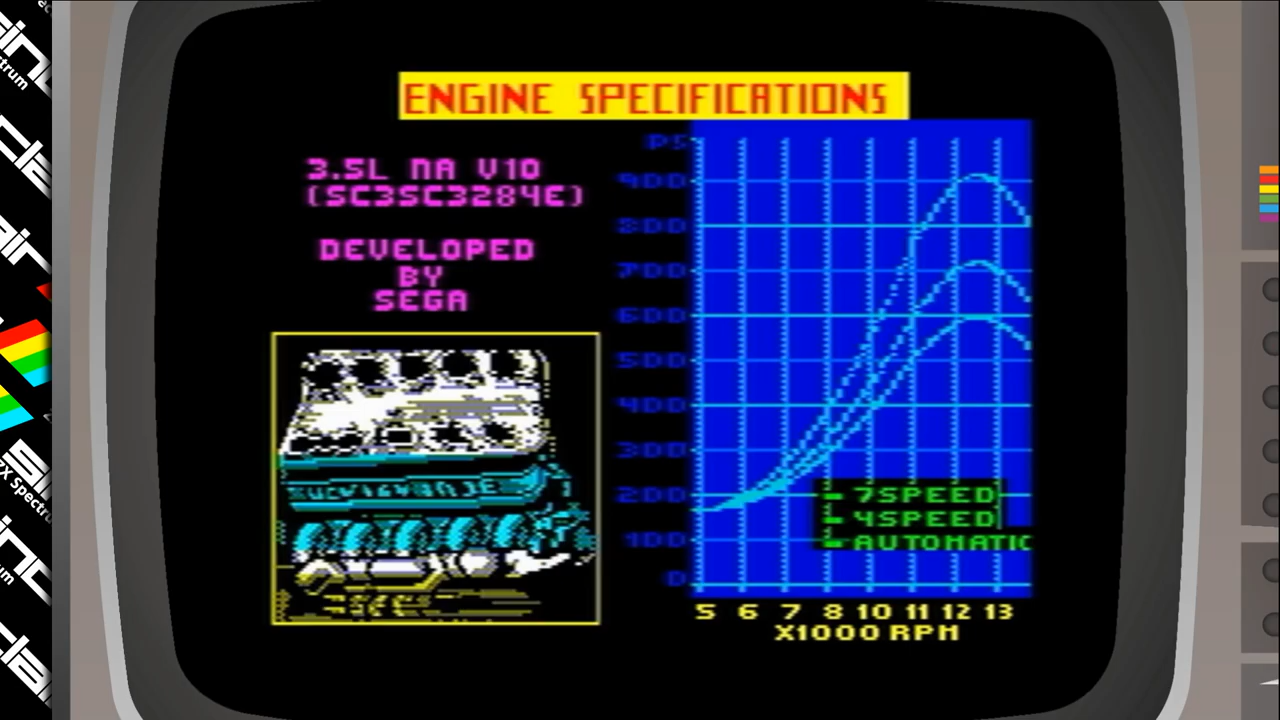 ENGINE SPECIFICATIONS
3.5L NA V10
(SC3SC3284E)
DEVELOPED
BY
SEGA
PS
900
800
700
600
500
400
300
200
100
0
7SPEED
4SPEED
AUTOMATIC
5 6 7 8 10 11 12 13
X1000 RPM